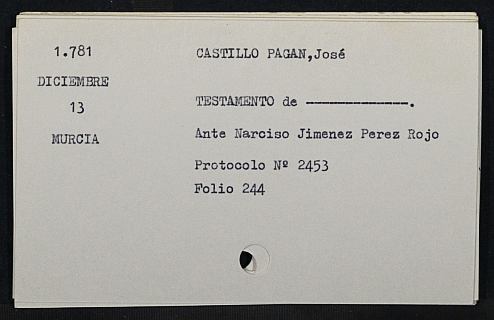 1.781
DICIEMBRE
13
MURCIA
CASTILLO PAGAN,José
TESTAMENTO de ---------------.
Ante Narciso Jimenez Perez Rojo
Protocolo Nº 2453
Folio 244